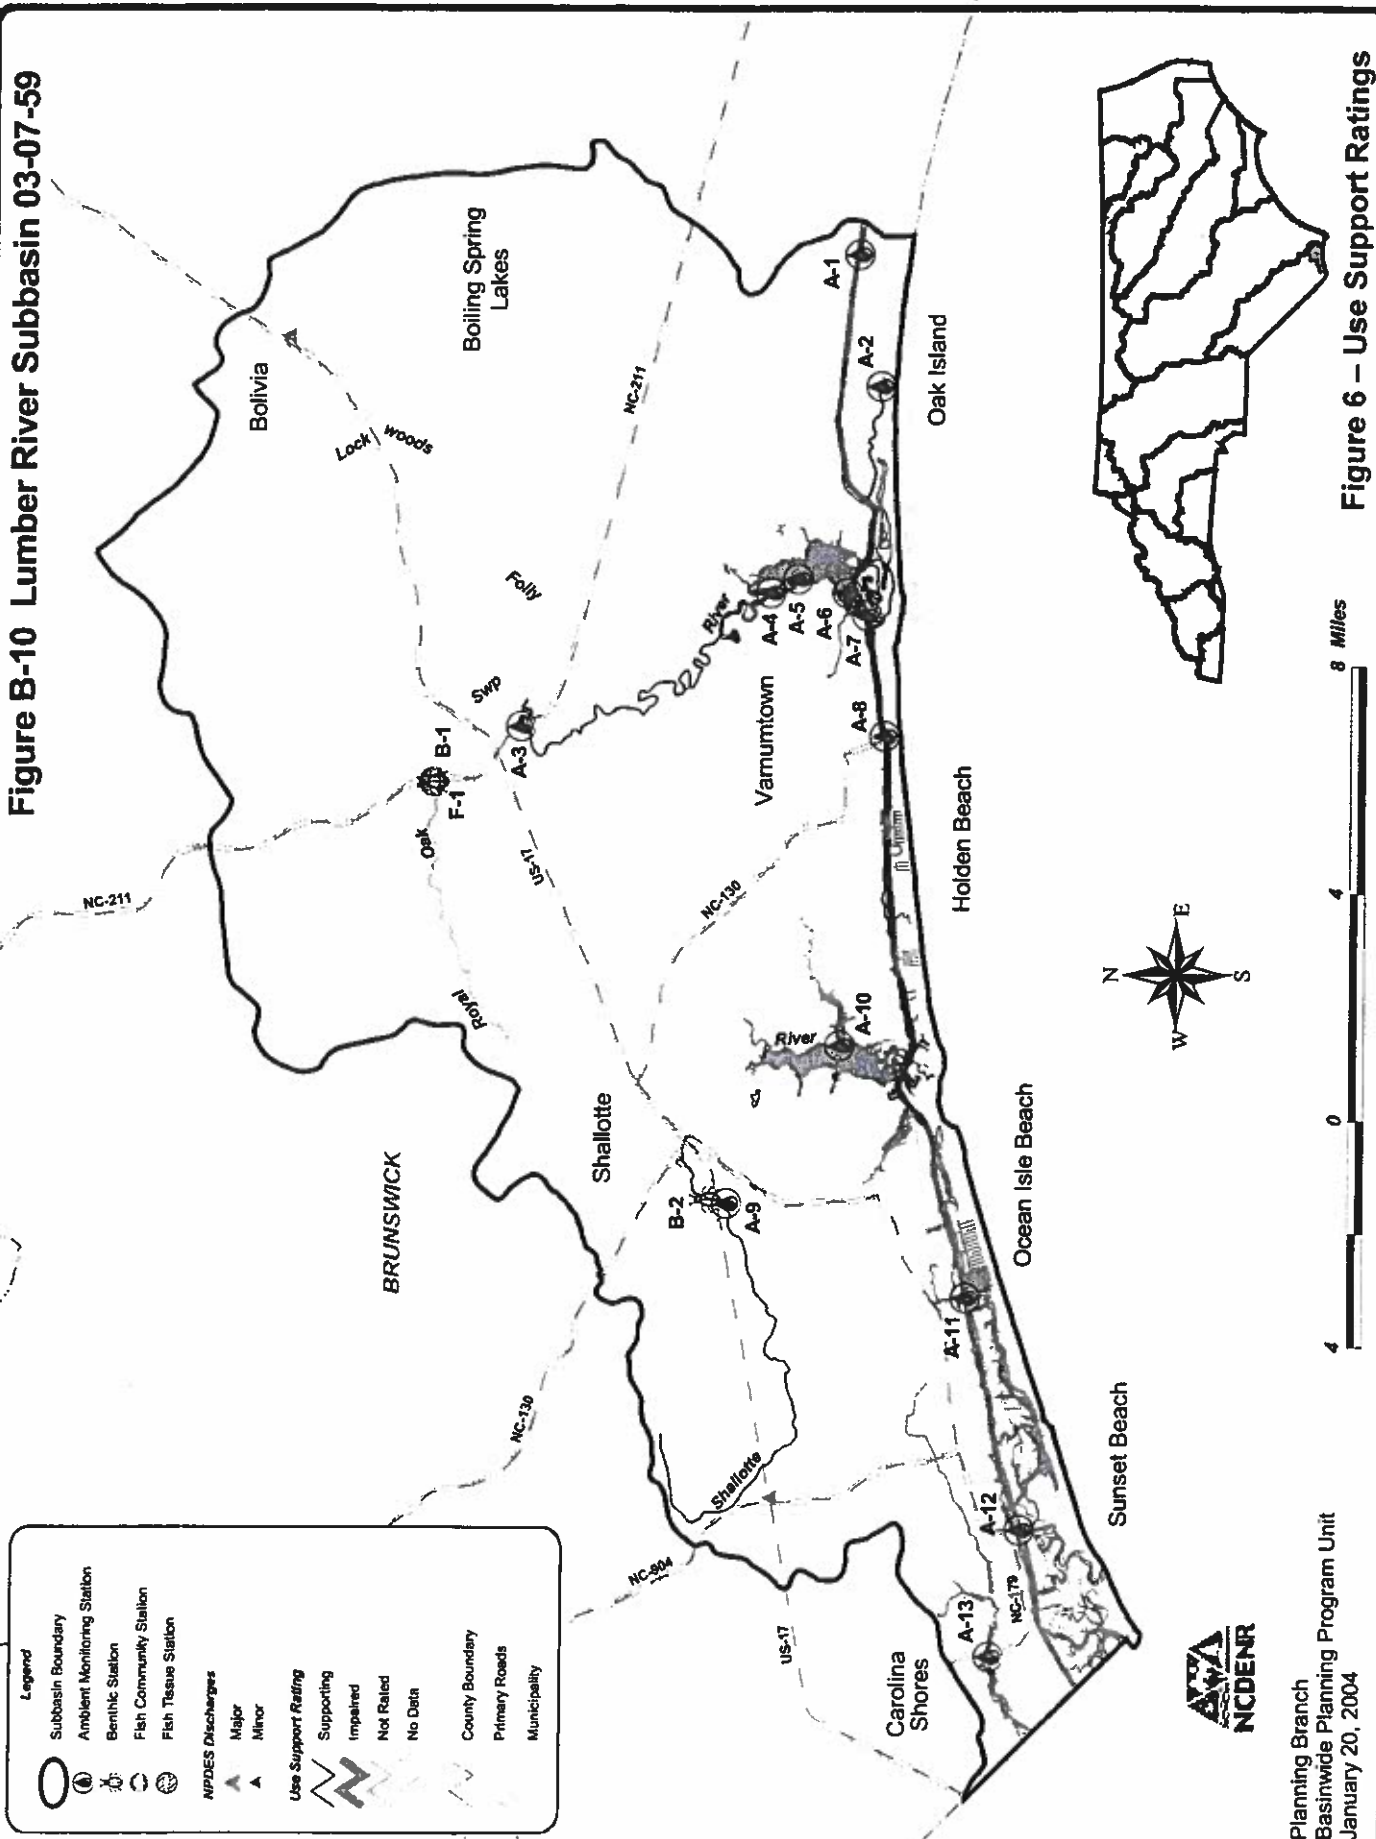 Figure B-10 Lumber River Subbasin 03-07-59
Legend
Subbasin Boundary
Ambient Monitoring Station
Benthic Station
Fish Community Station
Fish Tissue Station
NPDES Discharges
Major
Minor
Use Support Rating
Supporting
Impaired
Not Rated
No Data
County Boundary
Primary Roads
Municipality
NC-211
NC-130
NC-904
BRUNSWICK
Bolivia
Lock
woods
Boiling Spring
Lakes
Folly
Swp
NC-211
B-1
F-1
Oak
Royal
A-3
US-17
River
A-4
A-5
A-6
A-7
A-8
A-1
A-2
Oak Island
Varnumtown
NC-130
Holden Beach
Shallotte
B-2
A-9
River
A-10
Ocean Isle Beach
Shallotte
A-11
A-12
Sunset Beach
US-17
NC-179
A-13
Carolina
Shores
N
W
E
S
4
0
4
8 Miles
NCDENR
Planning Branch
Basinwide Planning Program Unit
January 20, 2004
Figure 6 – Use Support Ratings